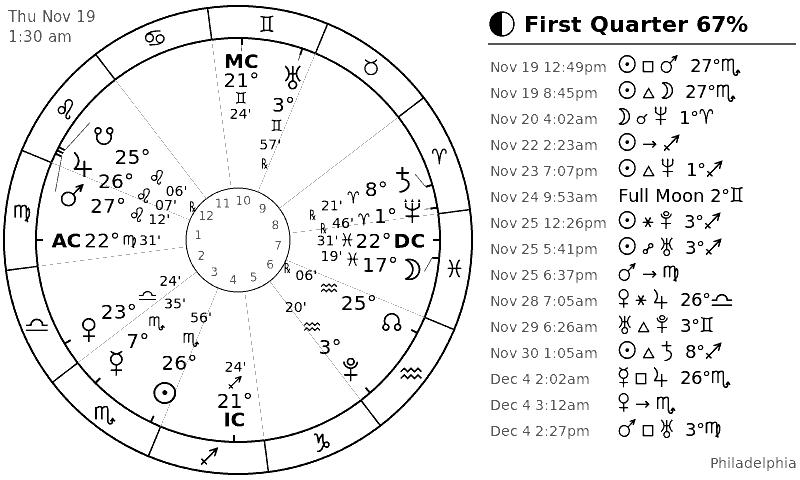 Thu Nov 19
1:30 am
First Quarter 67%
Nov 19 12:49pm ☉ □ ♂ 27°♏
Nov 19 8:45pm ☉ △ ☽ 27°♏
Nov 20 4:02am ☽ ☌ ♆ 1°♈
Nov 22 2:23am ☉ → ♐
Nov 23 7:07pm ☉ △ ♆ 1°♐
Nov 24 9:53am Full Moon 2°♊
Nov 25 12:26pm ☉ ⚹ ⯓ 3°♐
Nov 25 5:41pm ☉ ☍ ♅ 3°♐
Nov 25 6:37pm ♂ → ♍
Nov 28 7:05am ♀ ⚹ ♃ 26°♎
Nov 29 6:26am ♅ △ ⯓ 3°♊
Nov 30 1:05am ☉ △ ♄ 8°♐
Dec 4 2:02am ☿ □ ♃ 26°♏
Dec 4 3:12am ♀ → ♏
Dec 4 2:27pm ♂ □ ♅ 3°♍
Philadelphia
♊
♉
♈
♓
♒
♑
♐
♏
♎
♍
♌
♋
MC
21°
♊
24'
♅
3°
♊
57'
℞
♄ 8° ♈ 21' ℞
♆ 1° ♈ 46' ℞
DC 22° ♓ 31'
☽ 17° ♓ 19'
☊ 25° ♒ 06' ℞
⯓ 3° ♒ 20'
24'
♐
21°
IC
☉ 26° ♏ 56'
☿ 7° ♏ 35'
♀ 23° ♎ 24'
AC 22° ♍ 31'
♂ 27° ♌ 12'
♃ 26° ♌ 07'
☋ 25° ♌ 06' ℞
1
2
3
4
5
6
7
8
9
10
11
12